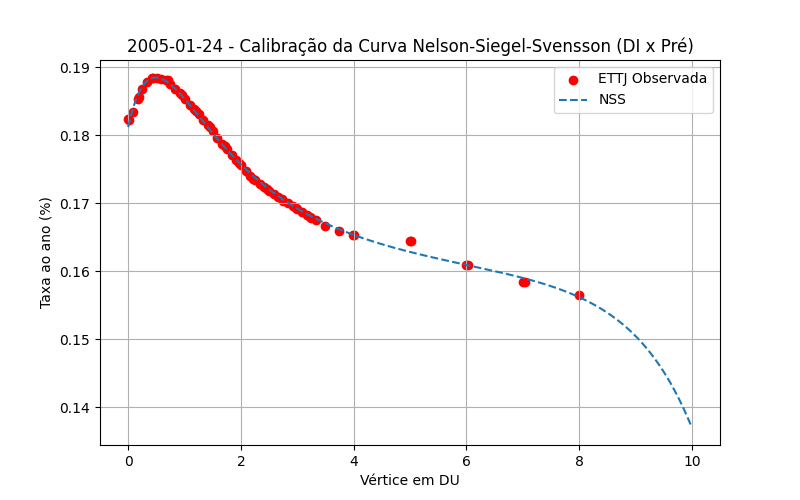 2005-01-24 - Calibração da Curva Nelson-Siegel-Svensson (DI x Pré)
ETTJ Observada
NSS
Taxa ao ano (%)
0.19
0.18
0.17
0.16
0.15
0.14
0 2 4 6 8 10
Vértice em DU